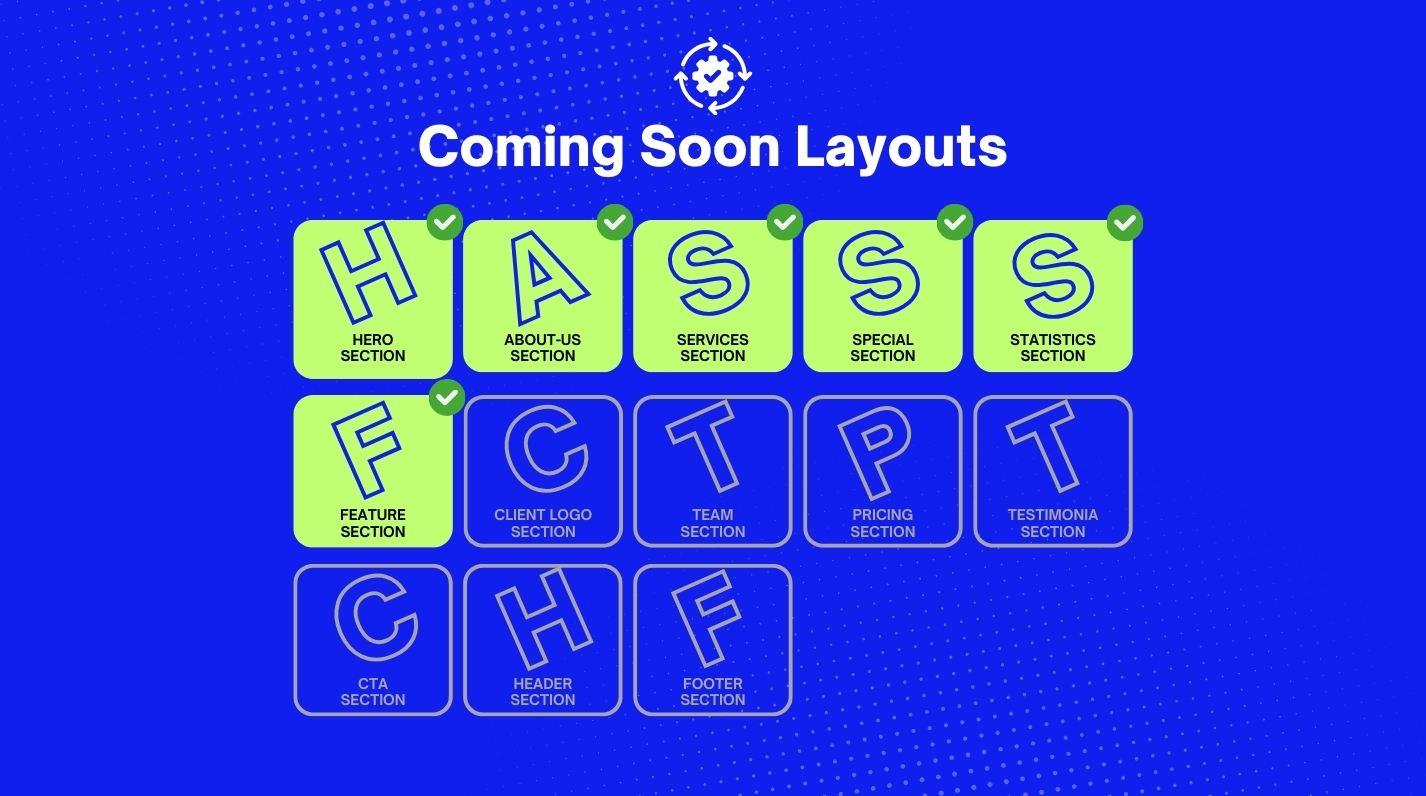 Coming Soon Layouts
H
HERO
SECTION
A
ABOUT-US
SECTION
S
SERVICES
SECTION
S
SPECIAL
SECTION
S
STATISTICS
SECTION
F
FEATURE
SECTION
C
CLIENT LOGO
SECTION
T
TEAM
SECTION
P
PRICING
SECTION
T
TESTIMONIA
SECTION
C
CTA
SECTION
H
HEADER
SECTION
F
FOOTER
SECTION